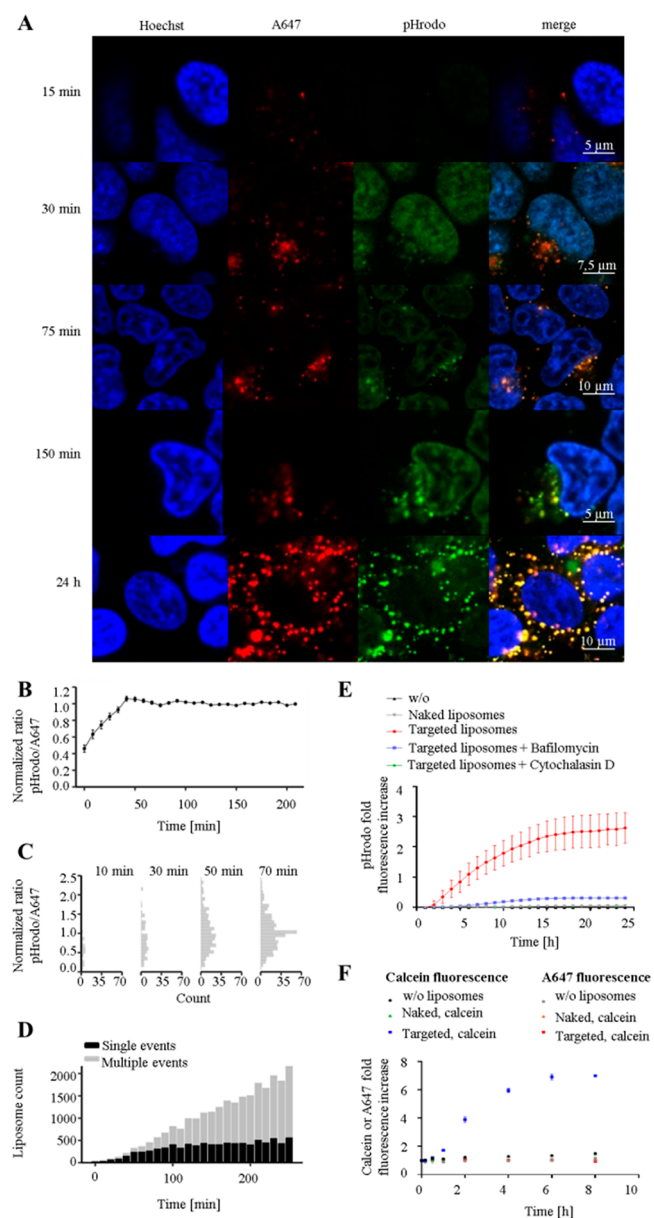 A
Hoechst A647 pHrodo merge
15 min
5 µm
30 min
7,5 µm
75 min
10 µm
150 min
5 µm
24 h
10 µm
B
Normalized ratio
pHrodo/A647
1.2
1.0
0.8
0.6
0.4
0.2
0.0
0 50 100 150 200
Time [min]
C
10 min 30 min 50 min 70 min
Normalized ratio
pHrodo/A647
2.5
2.0
1.5
1.0
0.5
0.0
0 35 70 0 35 70 0 35 70 0 35 70
Count
D
Single events
Multiple events
Liposome count
2000
1500
1000
500
0
0 100 200
Time [min]
E
w/o
Naked liposomes
Targeted liposomes
Targeted liposomes + Bafilomycin
Targeted liposomes + Cytochalasin D
pHrodo fold
fluorescence increase
4
3
2
1
0
0 5 10 15 20 25
Time [h]
F
Calcein fluorescence A647 fluorescence
w/o liposomes w/o liposomes
Naked, calcein Naked, calcein
Targeted, calcein Targeted, calcein
Calcein or A647 fold
fluorescence increase
8
6
4
2
0
0 2 4 6 8 10
Time [h]